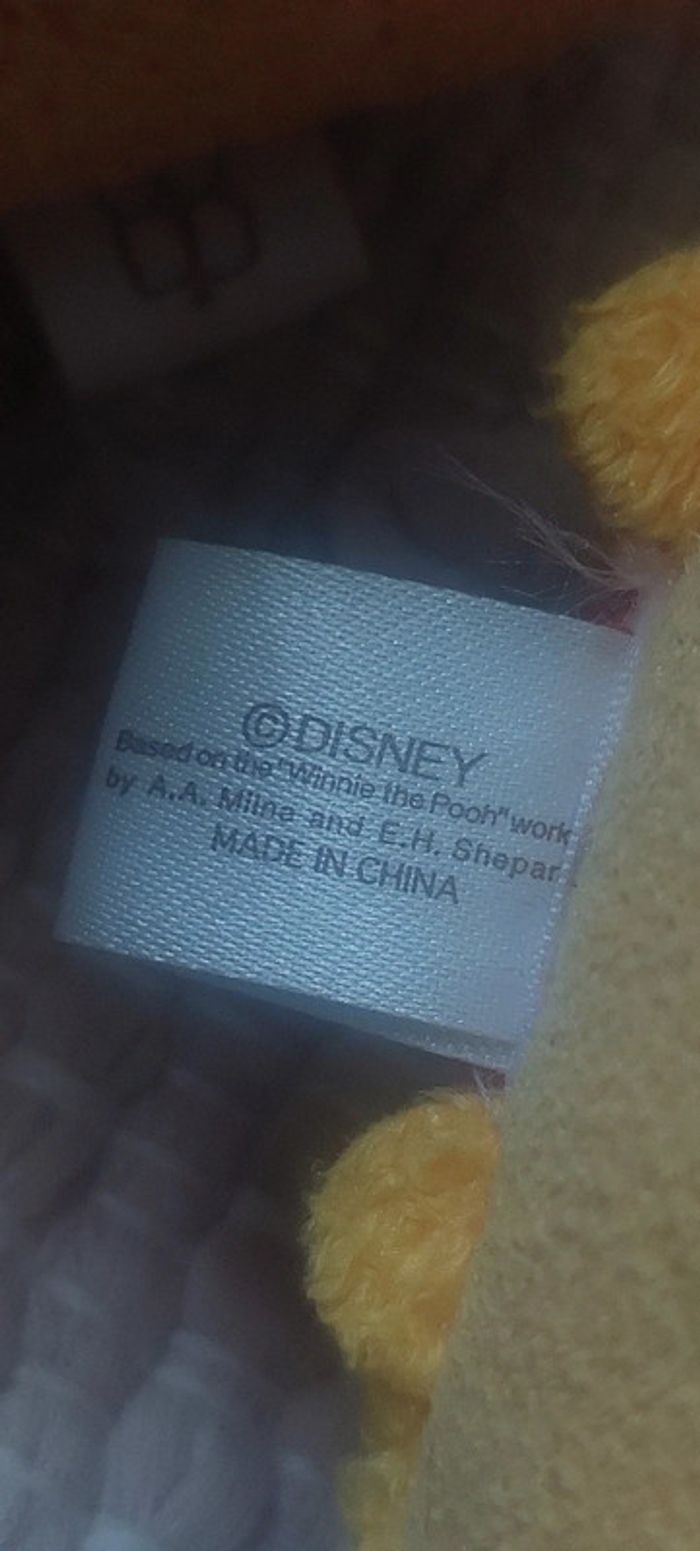 ©DISNEY
Based on the "Winnie the Pooh" work
by A.A. Milne and E.H. Shepar
MADE IN CHINA